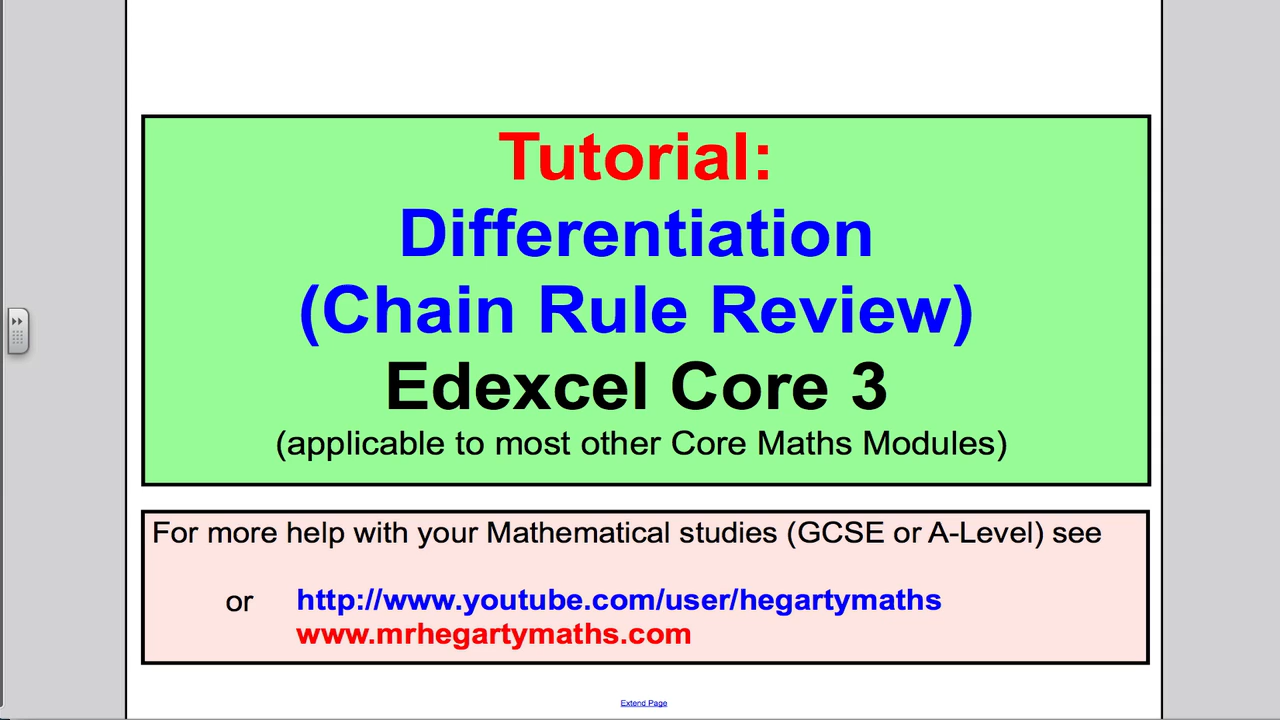 Tutorial:
Differentiation
(Chain Rule Review)
Edexcel Core 3
(applicable to most other Core Maths Modules)
For more help with your Mathematical studies (GCSE or A-Level) see
or http://www.youtube.com/user/hegartymaths
www.mrhegartymaths.com
Extend Page